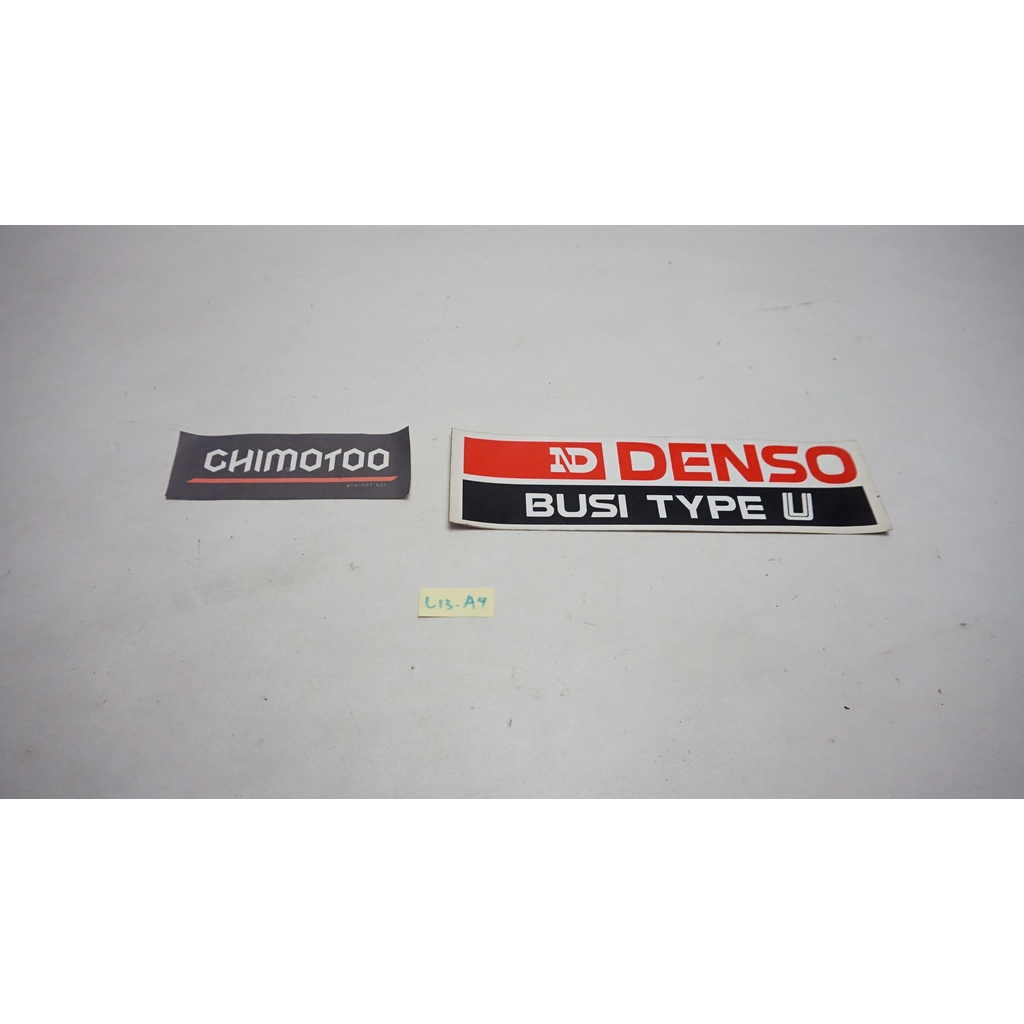 CHIMOTOO
ND DENSO
BUSI TYPE U
L13-A4